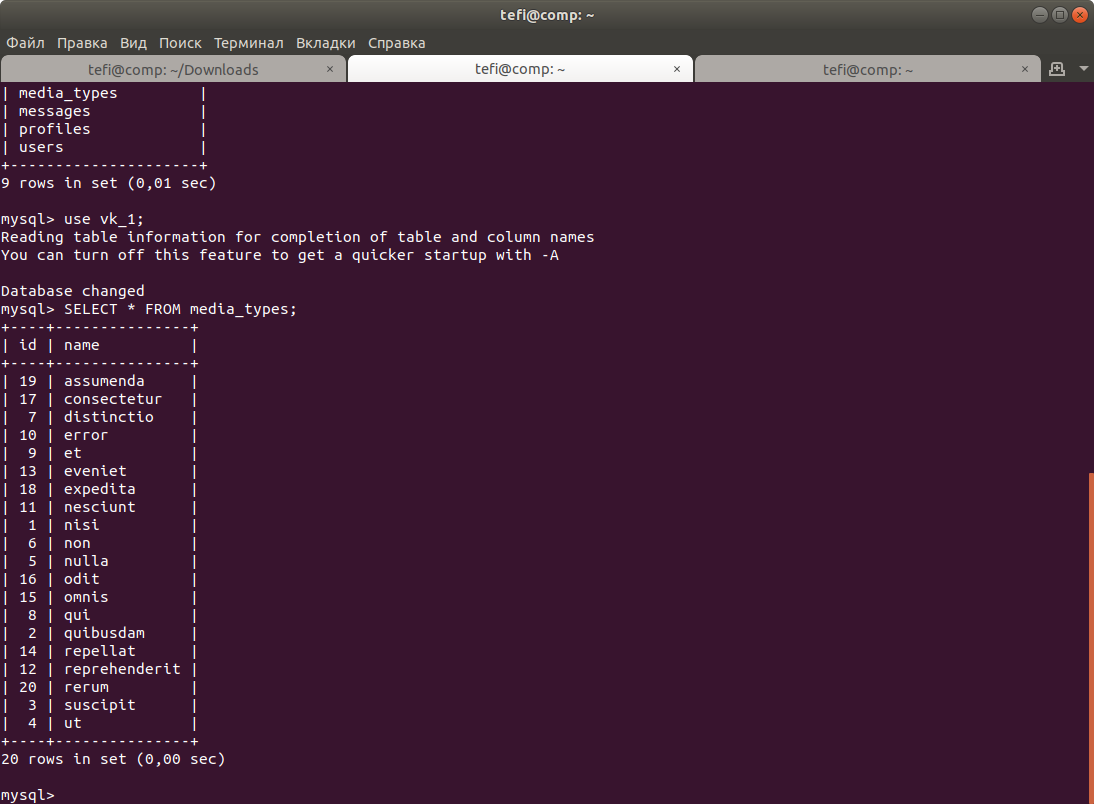 tefi@comp: ~
Файл Правка Вид Поиск Терминал Вкладки Справка
tefi@comp: ~/Downloads × tefi@comp: ~ × tefi@comp: ~ ×
| media_types         |
| messages            |
| profiles            |
| users               |
+---------------------+
9 rows in set (0,01 sec)
mysql> use vk_1;
Reading table information for completion of table and column names
You can turn off this feature to get a quicker startup with -A
Database changed
mysql> SELECT * FROM media_types;
+----+---------------+
| id | name          |
+----+---------------+
| 19 | assumenda     |
| 17 | consectetur   |
|  7 | distinctio    |
| 10 | error         |
|  9 | et            |
| 13 | eveniet       |
| 18 | expedita      |
| 11 | nesciunt      |
|  1 | nisi          |
|  6 | non           |
|  5 | nulla         |
| 16 | odit          |
| 15 | omnis         |
|  8 | qui           |
|  2 | quibusdam     |
| 14 | repellat      |
| 12 | reprehenderit |
| 20 | rerum         |
|  3 | suscipit      |
|  4 | ut            |
+----+---------------+
20 rows in set (0,00 sec)
mysql>